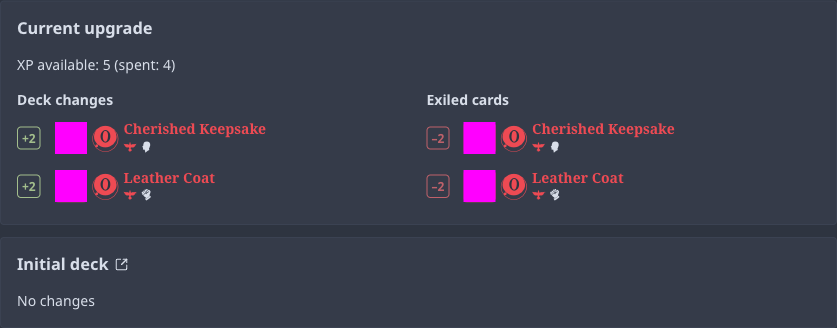 Current upgrade
XP available: 5 (spent: 4)
Deck changes
+2
0
Cherished Keepsake
+2
0
Leather Coat
Exiled cards
−2
0
Cherished Keepsake
−2
0
Leather Coat
Initial deck
No changes